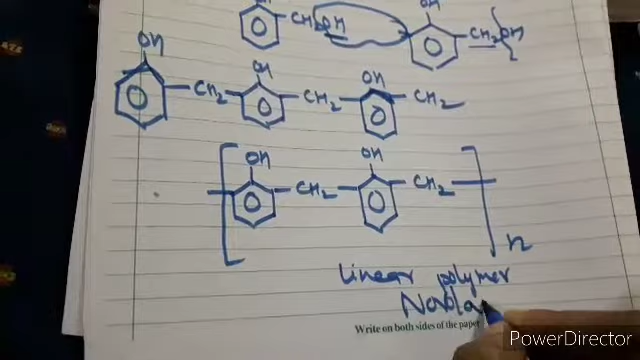 OH
CH2OH
OH
CH2OH
OH
CH2
OH
CH2
OH
CH2
OH
CH2
OH
CH2
n
Linear polymer
Nobla
Write on both sides of the paper
PowerDirector